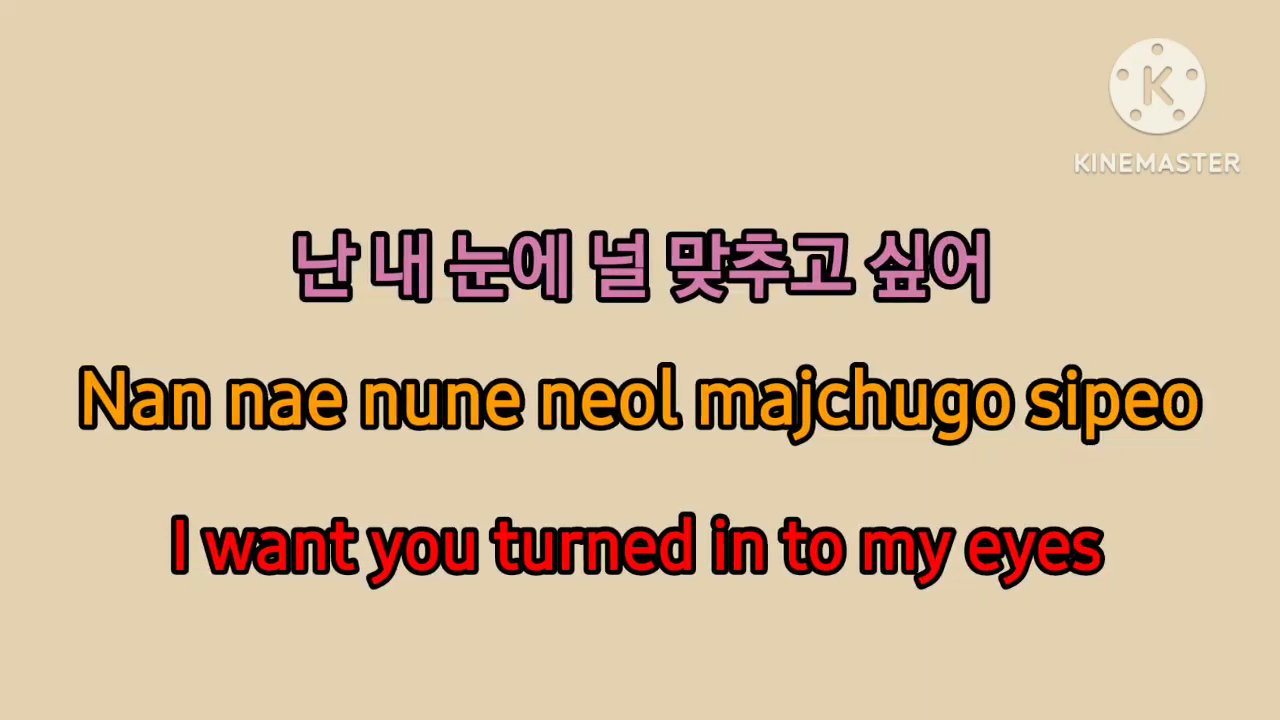 KINEMASTER
난 내 눈에 널 맞추고 싶어
Nan nae nune neol majchugo sipeo
I want you turned in to my eyes